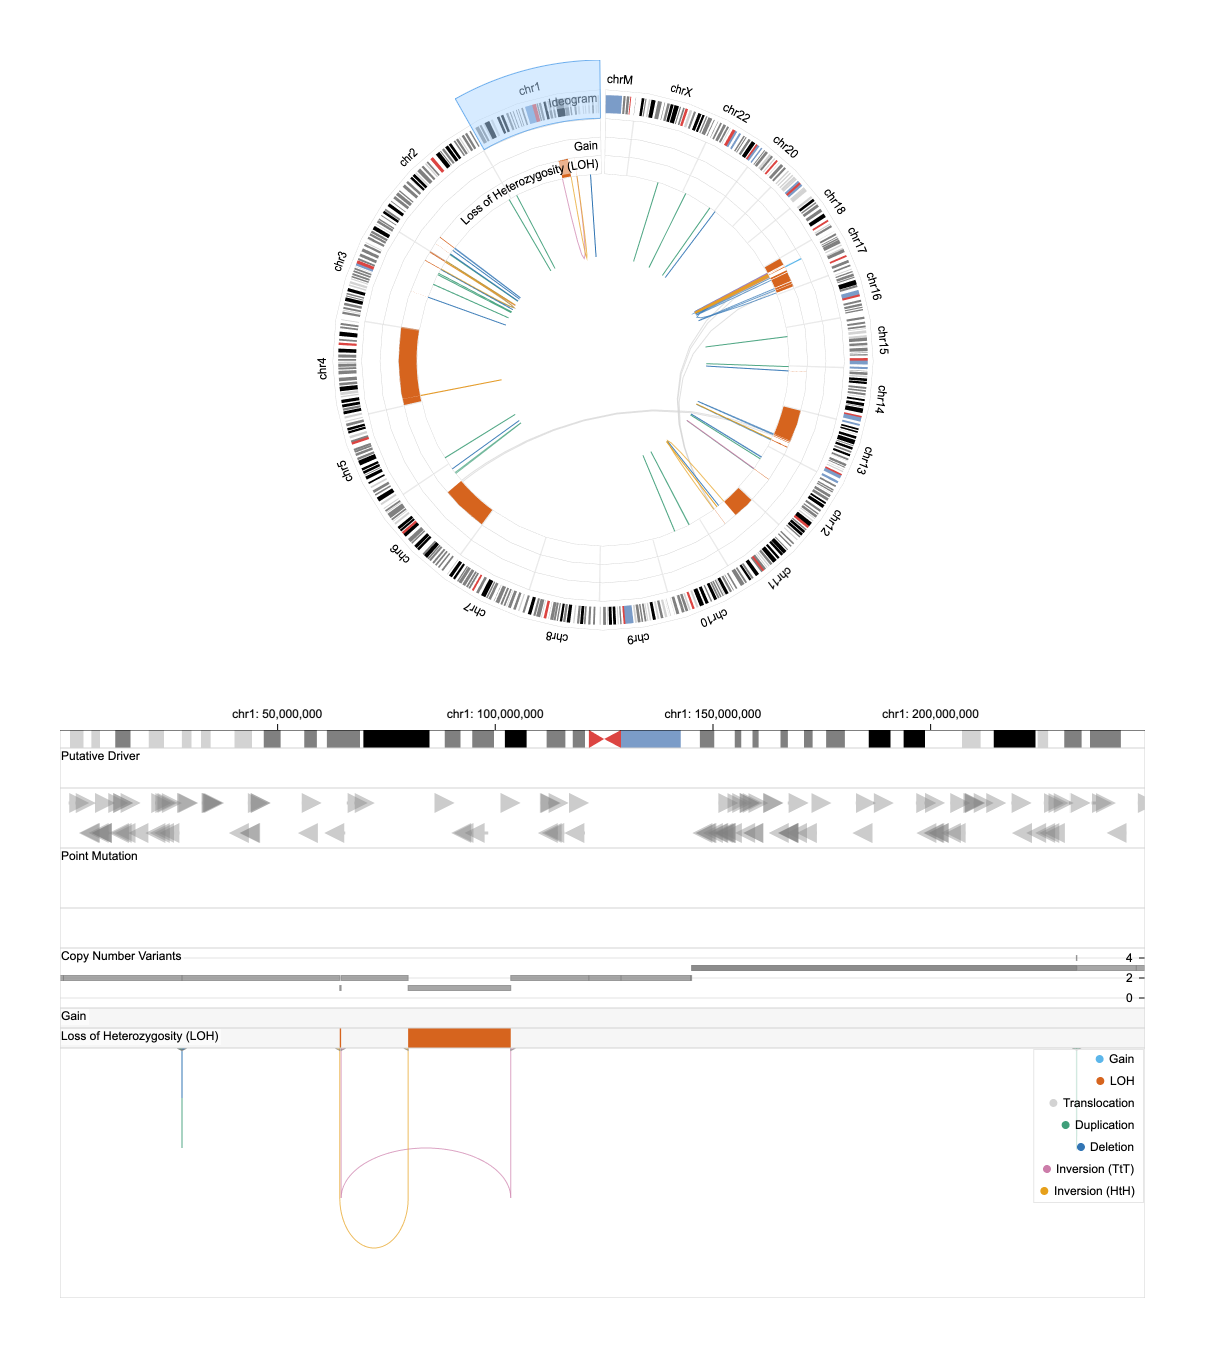 chr1
Ideogram
Gain
Loss of Heterozygosity (LOH)
chrM
chrX
chr22
chr20
chr18
chr17
chr16
chr15
chr14
chr13
chr12
chr11
chr10
chr9
chr8
chr7
chr6
chr5
chr4
chr3
chr2
chr1: 50,000,000
chr1: 100,000,000
chr1: 150,000,000
chr1: 200,000,000
Putative Driver
Point Mutation
Copy Number Variants
4
2
0
Gain
Loss of Heterozygosity (LOH)
Gain
LOH
Translocation
Duplication
Deletion
Inversion (TtT)
Inversion (HtH)